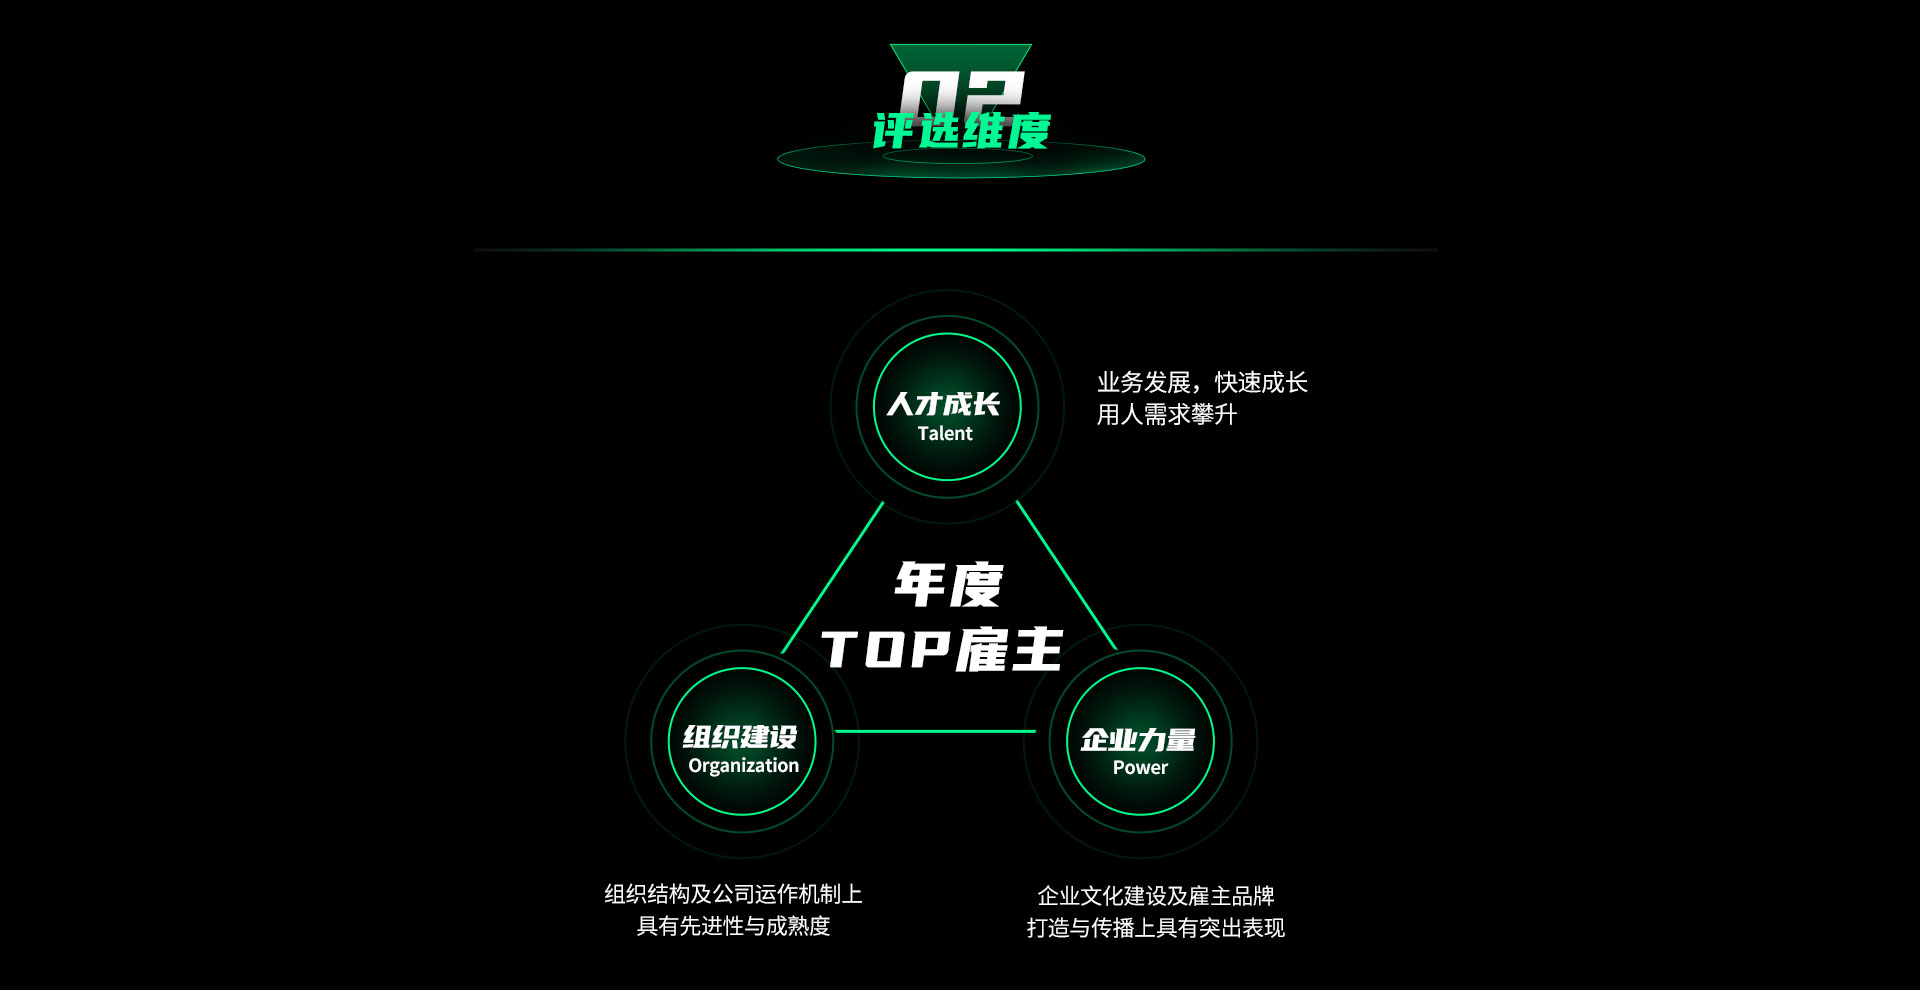 02
评选维度
人才成长
Talent
业务发展，快速成长
用人需求攀升
年度
TOP雇主
组织建设
Organization
企业力量
Power
组织结构及公司运作机制上
具有先进性与成熟度
企业文化建设及雇主品牌
打造与传播上具有突出表现